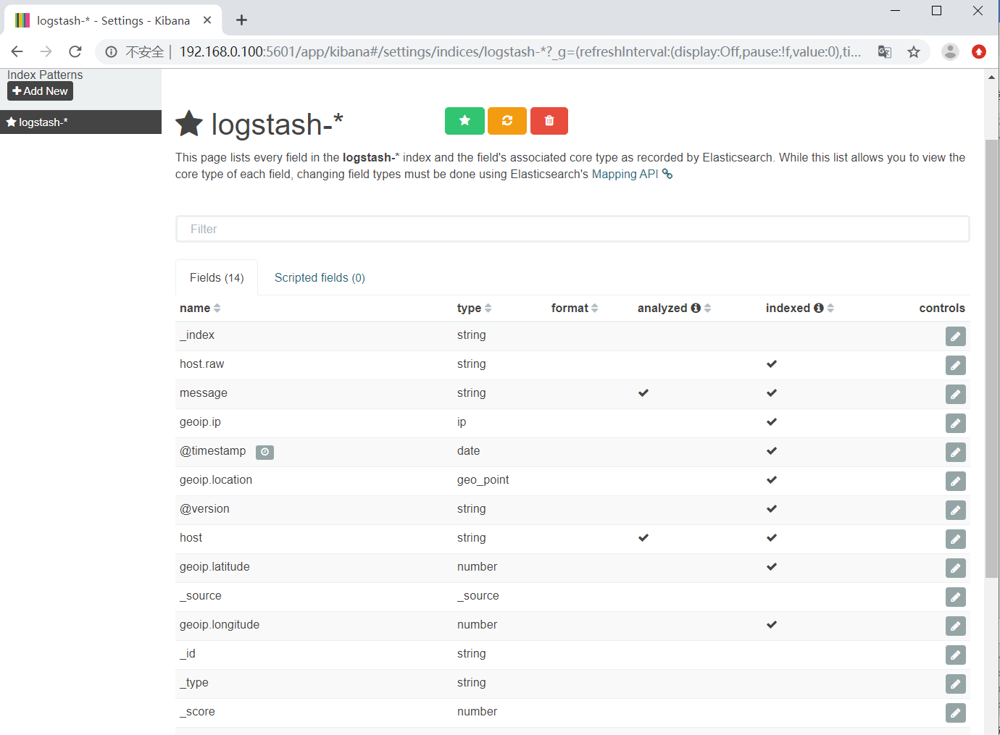 logstash-* - Settings - Kibana
不安全 | 192.168.0.100:5601/app/kibana#/settings/indices/logstash-*?_g=(refreshInterval:(display:Off,pause:!f,value:0),ti...
Index Patterns
Add New
logstash-*
logstash-*
This page lists every field in the logstash-* index and the field's associated core type as recorded by Elasticsearch. While this list allows you to view the
core type of each field, changing field types must be done using Elasticsearch's Mapping API
Filter
Fields (14) Scripted fields (0)
name type format analyzed indexed controls
_index string
host.raw string
message string
geoip.ip ip
@timestamp date
geoip.location geo_point
@version string
host string
geoip.latitude number
_source _source
geoip.longitude number
_id string
_type string
_score number